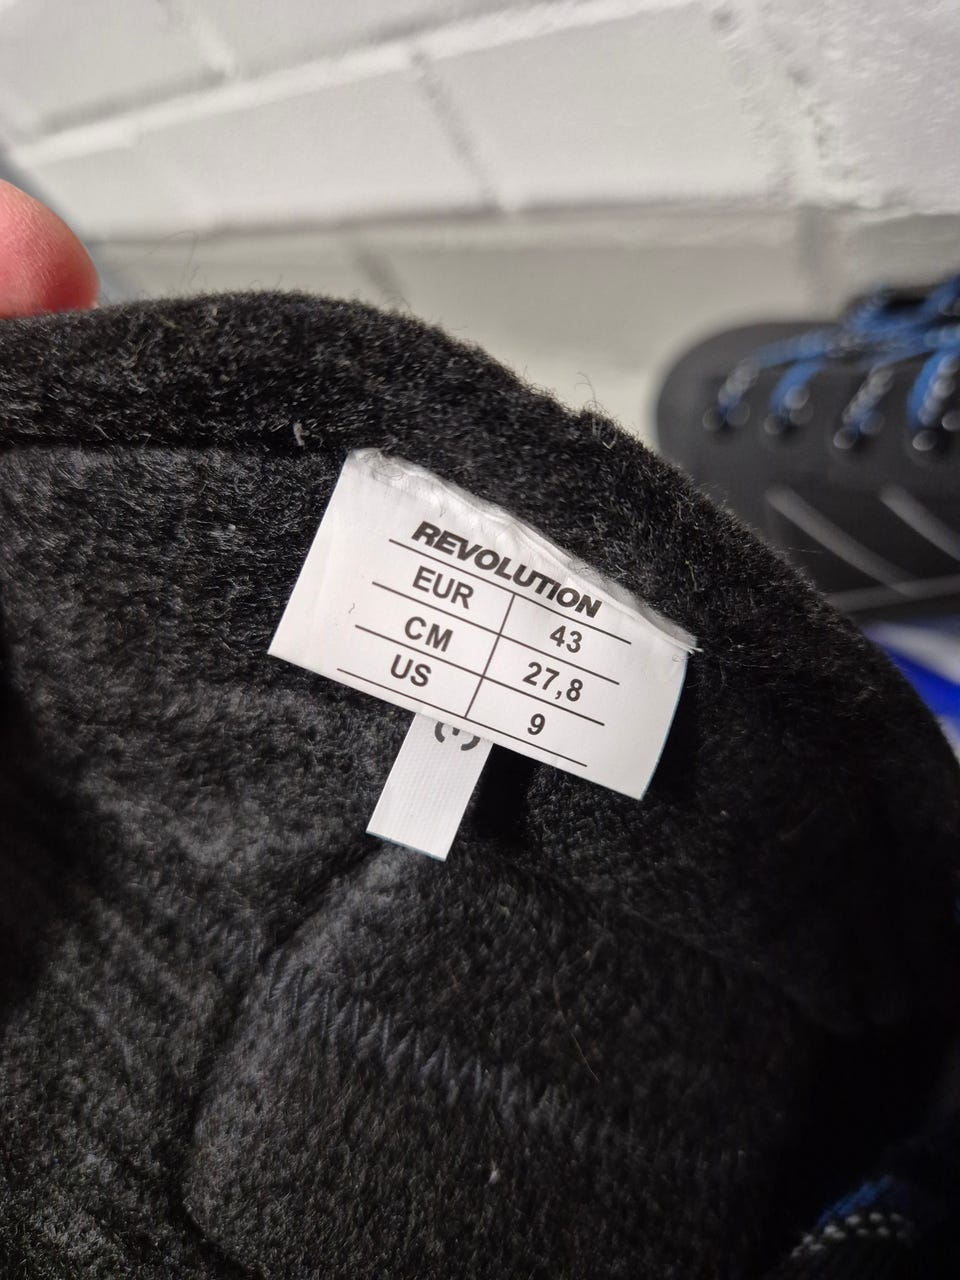 REVOLUTION
EUR 43
CM 27,8
US 9